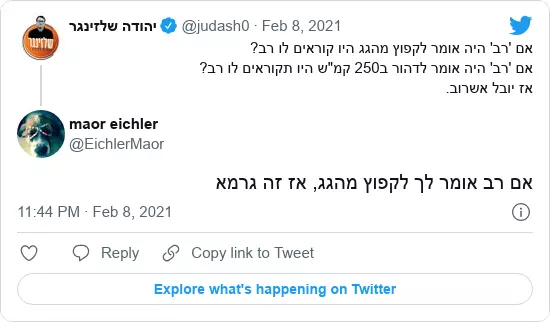 יהודה שלזינגר @judash0 · Feb 8, 2021
שלזינגר
אם 'רב' היה אומר לקפוץ מהגג היו קוראים לו רב?
אם 'רב' היה אומר לדהור ב250 קמ"ש היו תקוראים לו רב?
אז יובל אשרוב.
maor eichler
@EichlerMaor
אם רב אומר לך לקפוץ מהגג, אז זה גרמא
11:44 PM · Feb 8, 2021
Reply Copy link to Tweet
Explore what's happening on Twitter